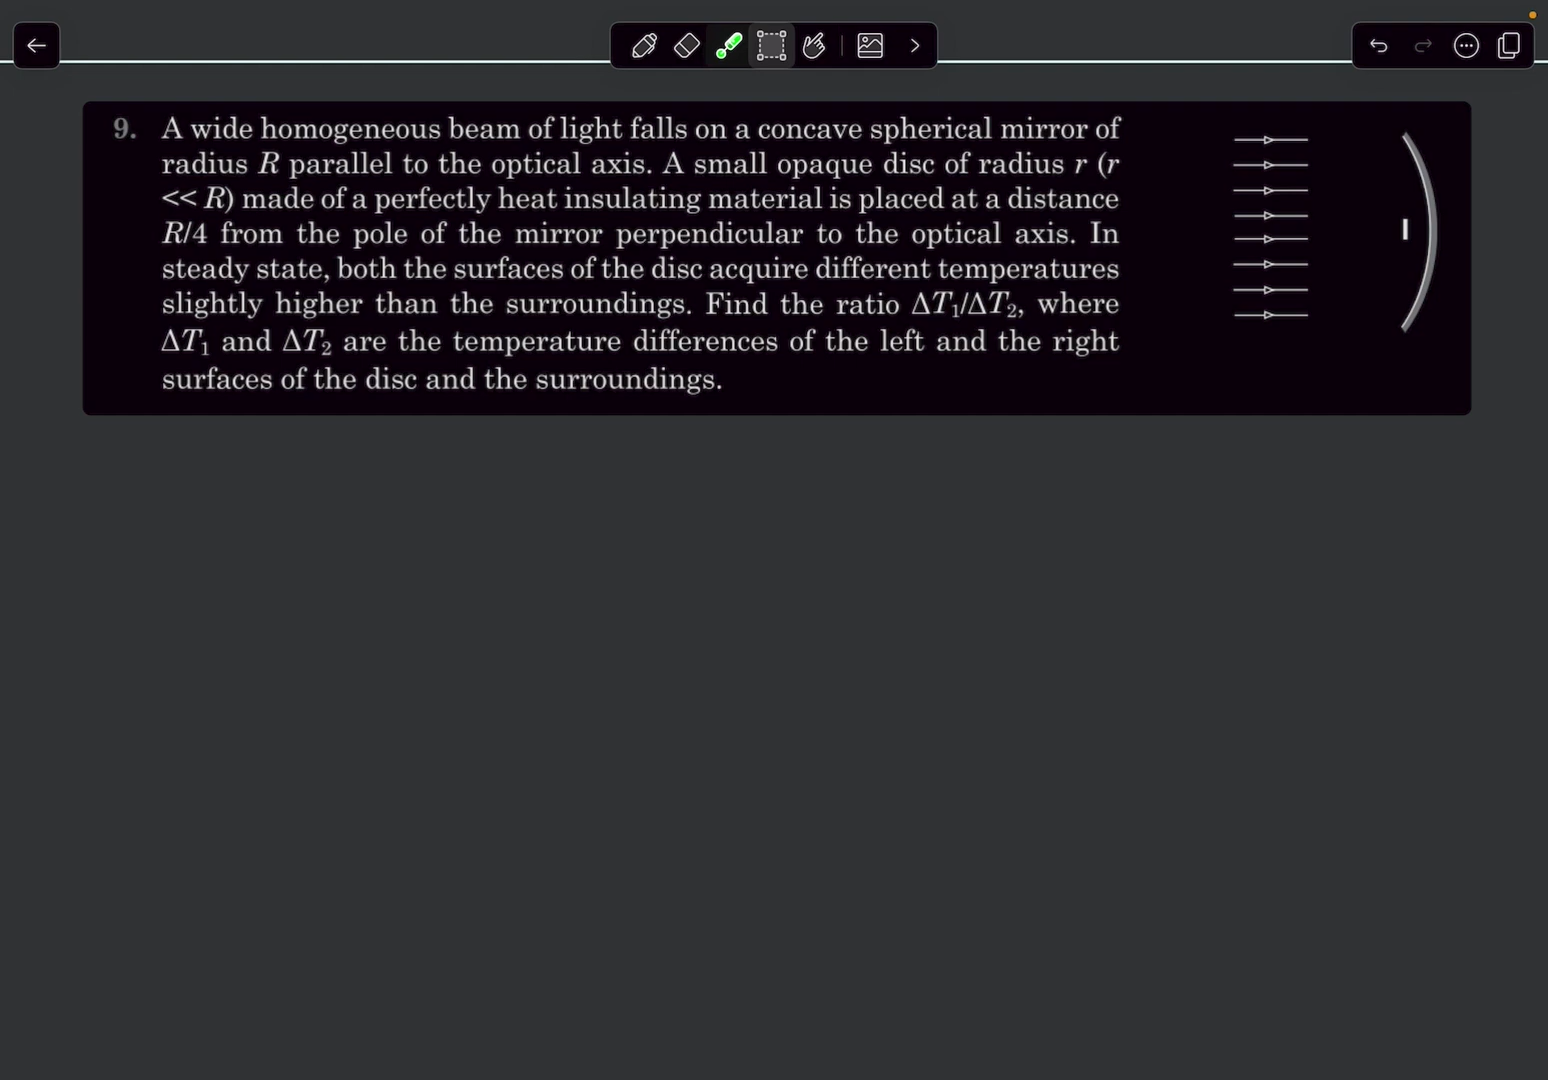 9. A wide homogeneous beam of light falls on a concave spherical mirror of
radius R parallel to the optical axis. A small opaque disc of radius r (r
<< R) made of a perfectly heat insulating material is placed at a distance
R/4 from the pole of the mirror perpendicular to the optical axis. In
steady state, both the surfaces of the disc acquire different temperatures
slightly higher than the surroundings. Find the ratio ΔT₁/ΔT₂, where
ΔT₁ and ΔT₂ are the temperature differences of the left and the right
surfaces of the disc and the surroundings.